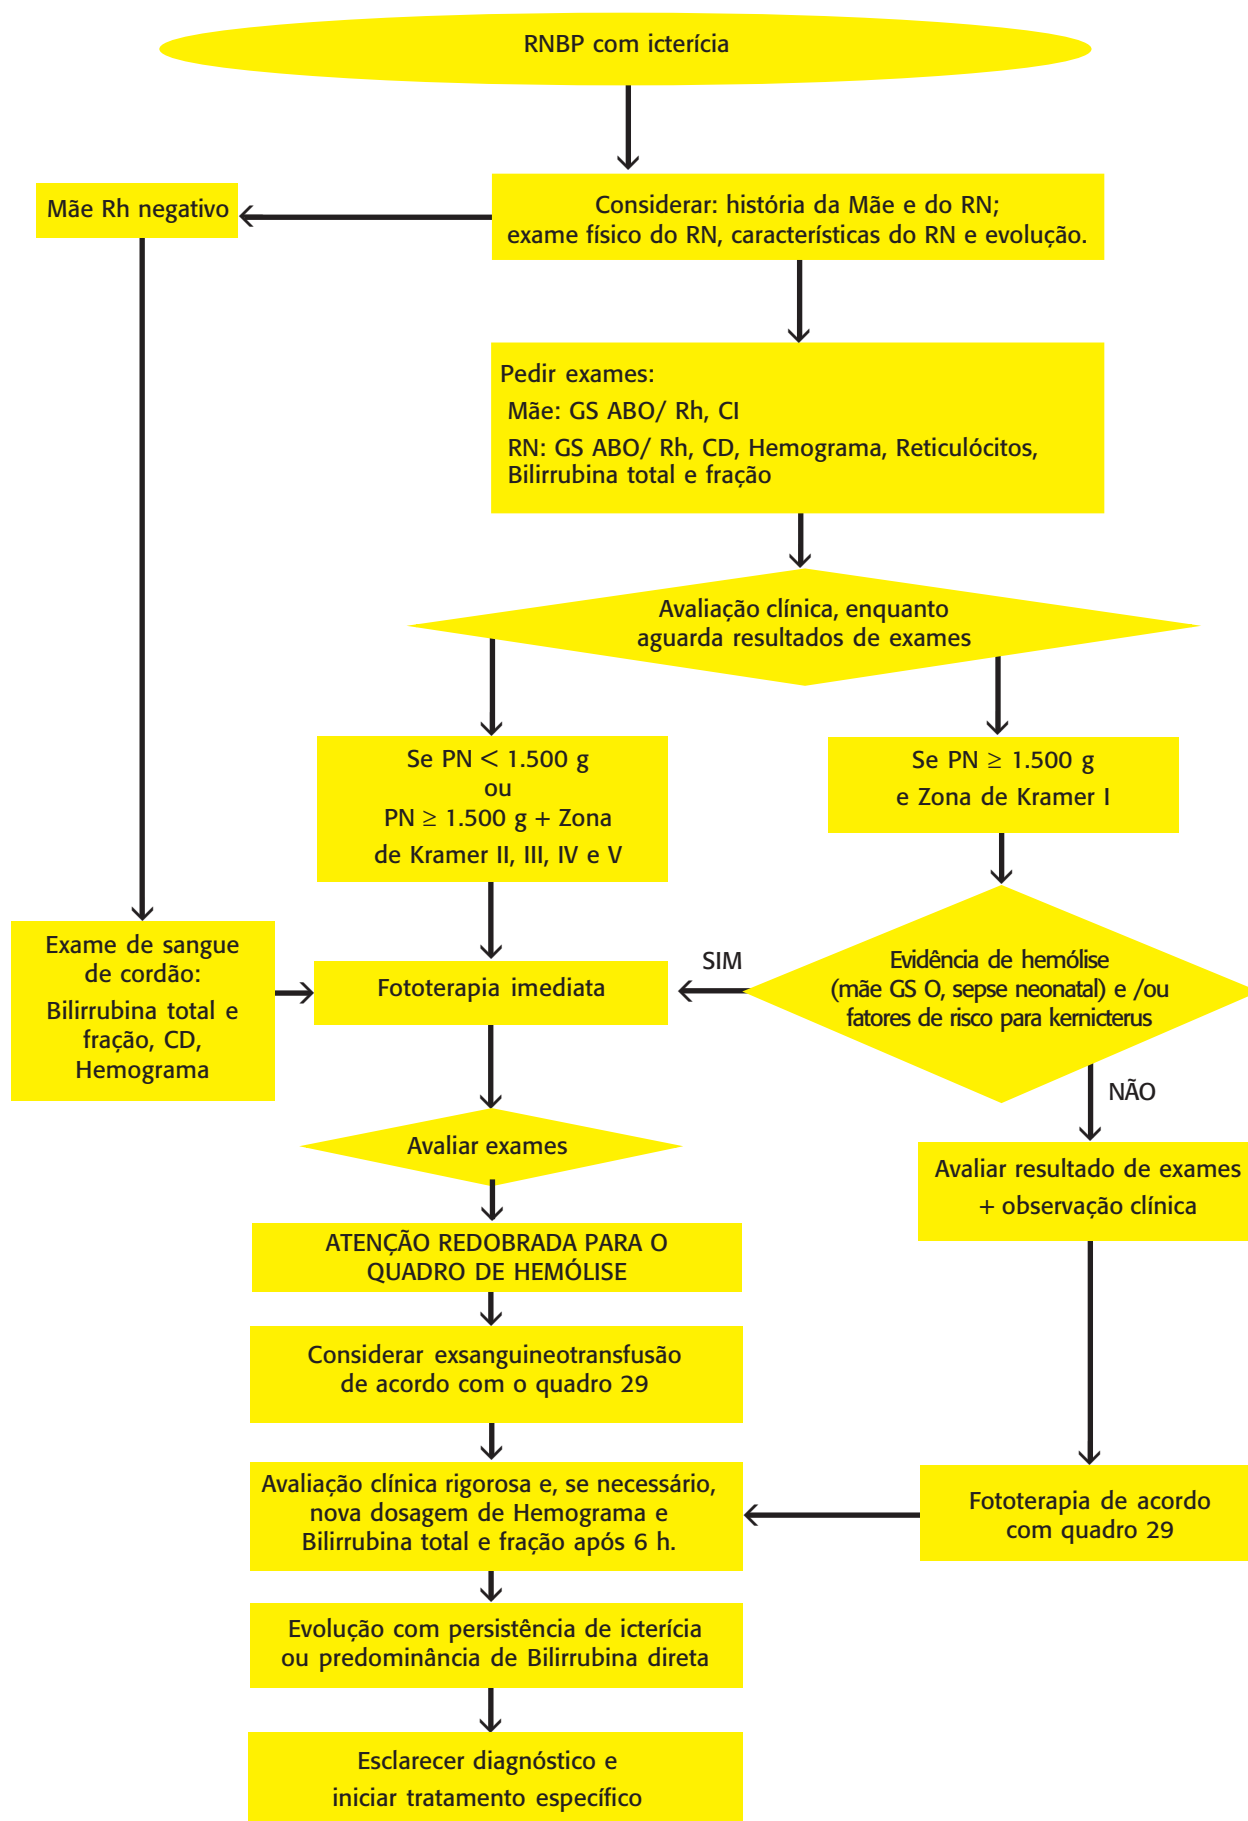 RNBP com icterícia
Mãe Rh negativo
Considerar: história da Mãe e do RN;
exame físico do RN, características do RN e evolução.
Pedir exames:
Mãe: GS ABO/ Rh, CI
RN: GS ABO/ Rh, CD, Hemograma, Reticulócitos,
Bilirrubina total e fração
Avaliação clínica, enquanto
aguarda resultados de exames
Se PN < 1.500 g
ou
PN ≥ 1.500 g + Zona
de Kramer II, III, IV e V
Se PN ≥ 1.500 g
e Zona de Kramer I
Exame de sangue
de cordão:
Bilirrubina total e
fração, CD,
Hemograma
Fototerapia imediata
SIM
Evidência de hemólise
(mãe GS O, sepse neonatal) e /ou
fatores de risco para kernicterus
NÃO
Avaliar exames
Avaliar resultado de exames
+ observação clínica
ATENÇÃO REDOBRADA PARA O
QUADRO DE HEMÓLISE
Considerar exsanguineotransfusão
de acordo com o quadro 29
Avaliação clínica rigorosa e, se necessário,
nova dosagem de Hemograma e
Bilirrubina total e fração após 6 h.
Fototerapia de acordo
com quadro 29
Evolução com persistência de icterícia
ou predominância de Bilirrubina direta
Esclarecer diagnóstico e
iniciar tratamento específico